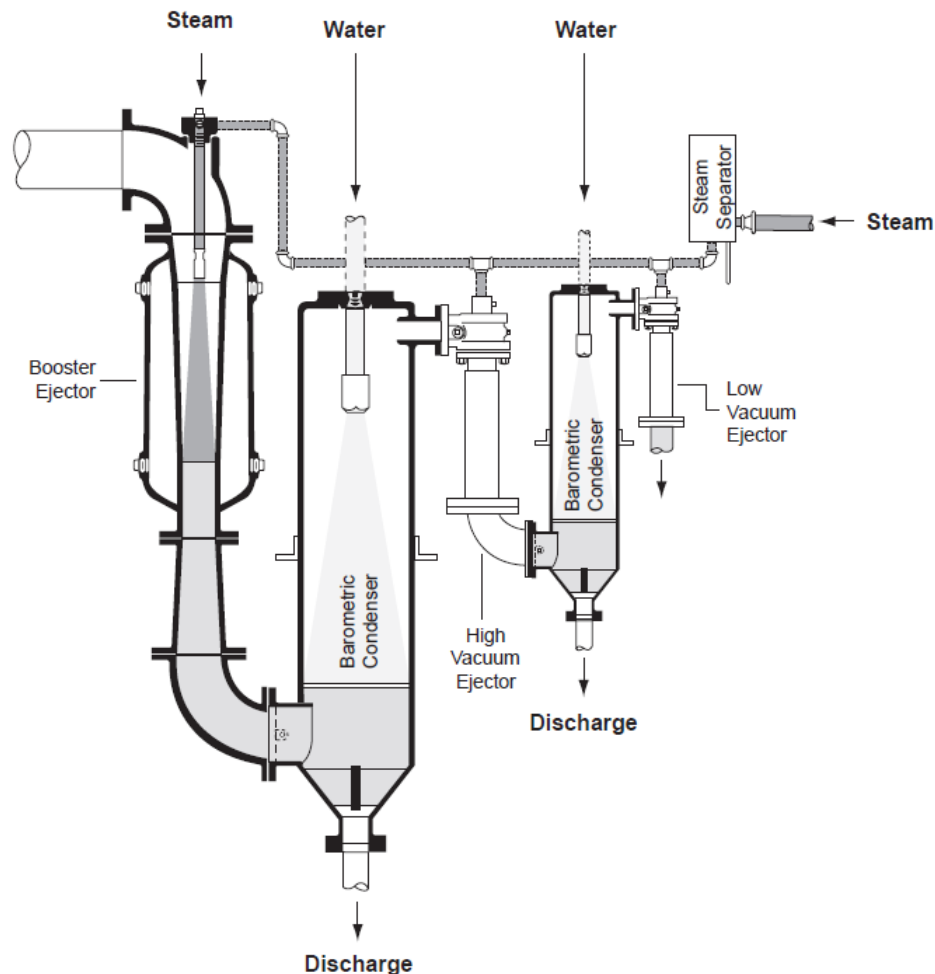 Steam
Water
Water
Steam
Separator
Steam
Booster
Ejector
Low
Vacuum
Ejector
Barometric
Condenser
Barometric
Condenser
High
Vacuum
Ejector
Discharge
Discharge